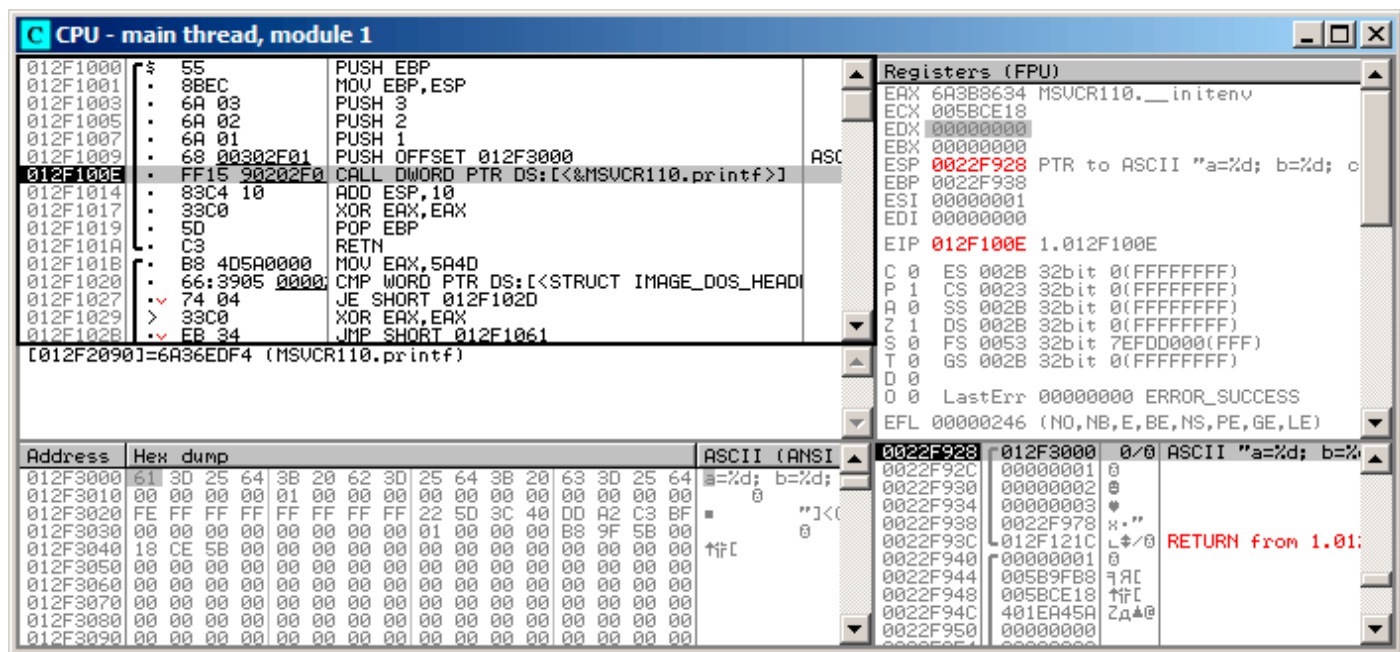 C CPU - main thread, module 1
012F1000 $ 55 PUSH EBP
012F1001 . 8BEC MOV EBP,ESP
012F1003 . 6A 03 PUSH 3
012F1005 . 6A 02 PUSH 2
012F1007 . 6A 01 PUSH 1
012F1009 . 68 00302F01 PUSH OFFSET 012F3000 ASC
012F100E . FF15 90202F0 CALL DWORD PTR DS:[<&MSVCR110.printf>]
012F1014 . 83C4 10 ADD ESP,10
012F1017 . 33C0 XOR EAX,EAX
012F1019 . 5D POP EBP
012F101A . C3 RETN
012F101B . B8 4D5A0000 MOV EAX,5A4D
012F1020 . 66:3905 0000 CMP WORD PTR DS:[<STRUCT IMAGE_DOS_HEAD
012F1027 . 74 04 JE SHORT 012F102D
012F1029 > 33C0 XOR EAX,EAX
012F102B . EB 34 JMP SHORT 012F1061
[012F2090]=6A36EDF4 (MSVCR110.printf)
Registers (FPU)
EAX 6A3B8634 MSVCR110.__initenv
ECX 005BCE18
EDX 00000000
EBX 00000000
ESP 0022F928 PTR to ASCII "a=%d; b=%d; c
EBP 0022F938
ESI 00000001
EDI 00000000
EIP 012F100E 1.012F100E
C 0 ES 002B 32bit 0(FFFFFFFF)
P 1 CS 0023 32bit 0(FFFFFFFF)
A 0 SS 002B 32bit 0(FFFFFFFF)
Z 1 DS 002B 32bit 0(FFFFFFFF)
S 0 FS 0053 32bit 7EFDD000(FFF)
T 0 GS 002B 32bit 0(FFFFFFFF)
D 0
O 0 LastErr 00000000 ERROR_SUCCESS
EFL 00000246 (NO,NB,E,BE,NS,PE,GE,LE)
Address Hex dump ASCII (ANSI
012F3000 61 3D 25 64 3B 20 62 3D 25 64 3B 20 63 3D 25 64 a=%d; b=%d;
012F3010 00 00 00 00 01 00 00 00 00 00 00 00 00 00 00 00
012F3020 FE FF FF FF FF FF FF FF 22 5D 3C 40 DD A2 C3 BF "]<
012F3030 00 00 00 00 00 00 00 00 01 00 00 00 B8 9F 5B 00
012F3040 18 CE 5B 00 00 00 00 00 00 00 00 00 00 00 00 00
012F3050 00 00 00 00 00 00 00 00 00 00 00 00 00 00 00 00
012F3060 00 00 00 00 00 00 00 00 00 00 00 00 00 00 00 00
012F3070 00 00 00 00 00 00 00 00 00 00 00 00 00 00 00 00
012F3080 00 00 00 00 00 00 00 00 00 00 00 00 00 00 00 00
012F3090 00 00 00 00 00 00 00 00 00 00 00 00 00 00 00 00
0022F928 012F3000 0/0 ASCII "a=%d; b=%
0022F92C 00000001
0022F930 00000002 ☻
0022F934 00000003 ♥
0022F938 0022F978
0022F93C 012F121C RETURN from 1.01
0022F940 00000001
0022F944 005B9FB8 ╕Я[
0022F948 005BCE18 ↑╬[
0022F94C 401EA45A Zд▲@
0022F950 00000000